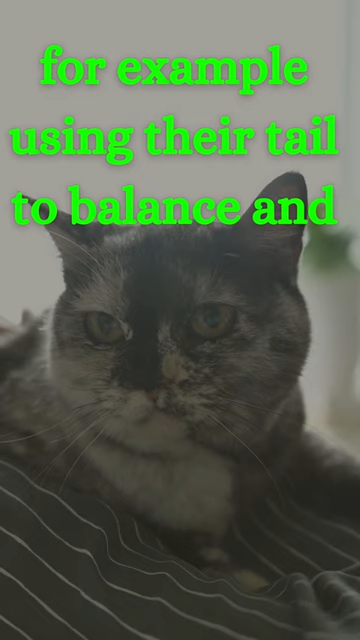 for example
using their tail
to balance and